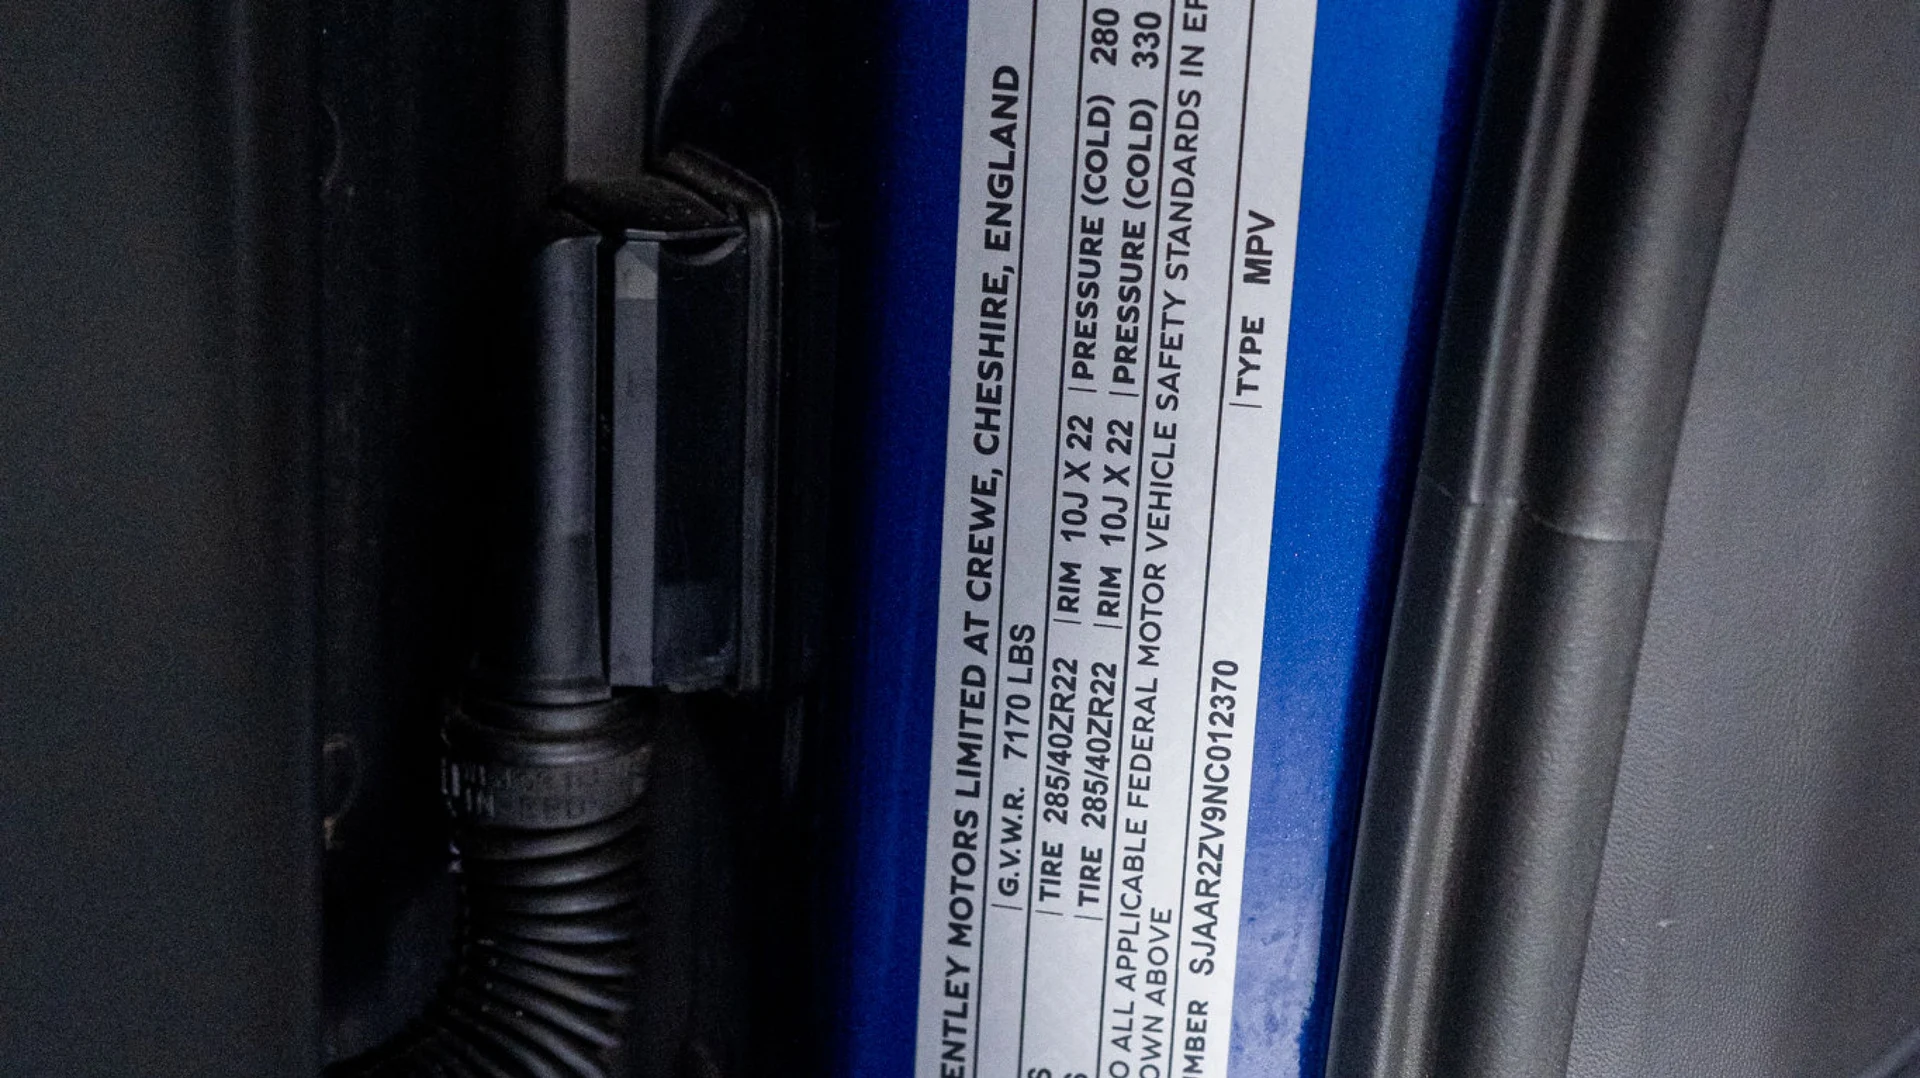 ENTLEY MOTORS LIMITED AT CREWE, CHESHIRE, ENGLAND
G.V.W.R. 7170 LBS
S TIRE 285/40ZR22 RIM 10J X 22 PRESSURE (COLD) 280
S TIRE 285/40ZR22 RIM 10J X 22 PRESSURE (COLD) 330
O ALL APPLICABLE FEDERAL MOTOR VEHICLE SAFETY STANDARDS IN EF
OWN ABOVE
MBER SJAAR2ZV9NC012370 TYPE MPV